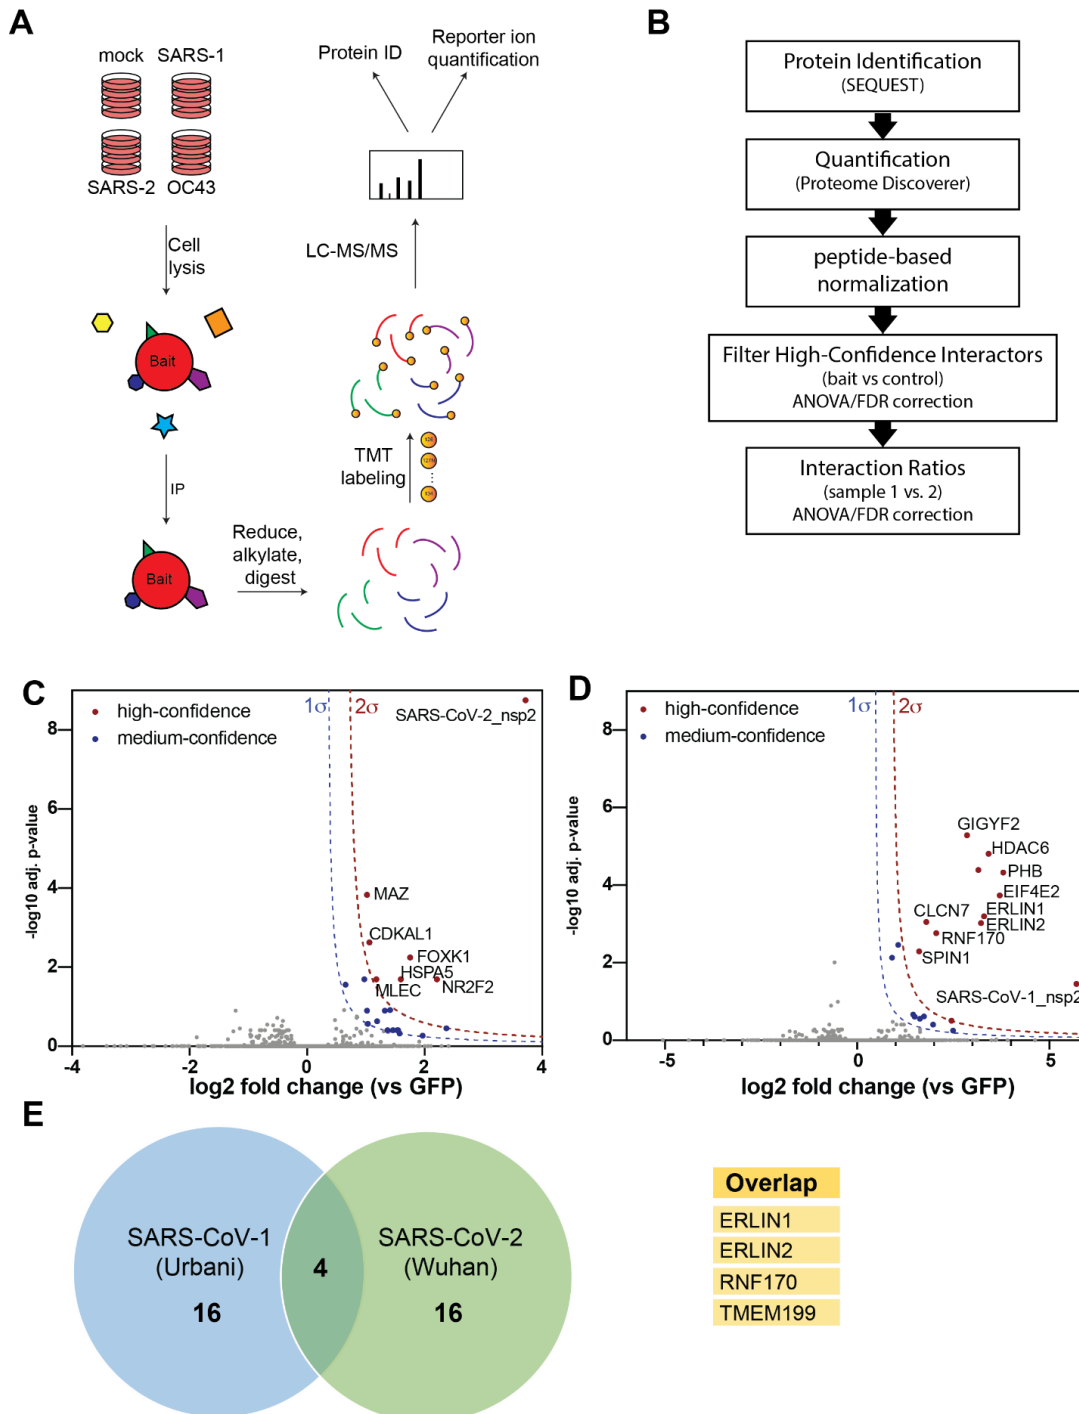 A
mock SARS-1
SARS-2 OC43
Cell
lysis
Bait
IP
Bait
Reduce,
alkylate,
digest
TMT
labeling
LC-MS/MS
Protein ID
Reporter ion
quantification
B
Protein Identification
(SEQUEST)
Quantification
(Proteome Discoverer)
peptide-based
normalization
Filter High-Confidence Interactors
(bait vs control)
ANOVA/FDR correction
Interaction Ratios
(sample 1 vs. 2)
ANOVA/FDR correction
C
high-confidence
medium-confidence
1σ 2σ
SARS-CoV-2_nsp2
MAZ
CDKAL1
FOXK1
HSPA5
MLEC
NR2F2
8
6
4
2
0
-4 -2 0 2 4
-log10 adj. p-value
log2 fold change (vs GFP)
D
high-confidence
medium-confidence
1σ 2σ
GIGYF2
HDAC6
PHB
EIF4E2
CLCN7
ERLIN1
ERLIN2
RNF170
SPIN1
SARS-CoV-1_nsp2
8
6
4
2
0
-5 0 5
-log10 adj. p-value
log2 fold change (vs GFP)
E
SARS-CoV-1
(Urbani)
16
4
SARS-CoV-2
(Wuhan)
16
Overlap
ERLIN1
ERLIN2
RNF170
TMEM199